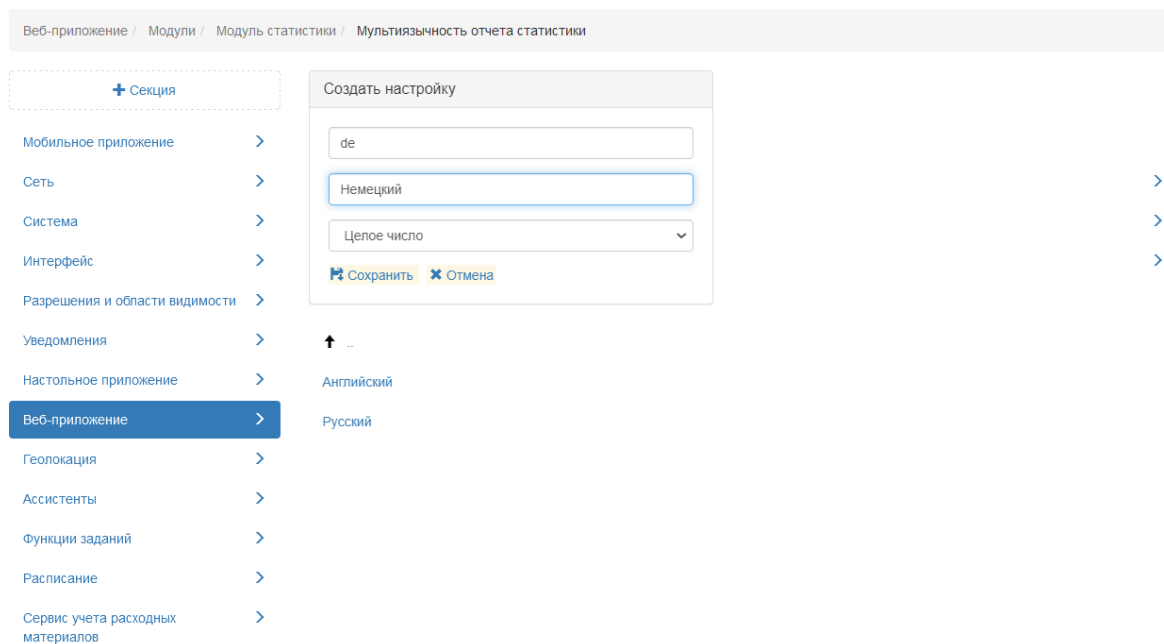 Веб-приложение / Модули / Модуль статистики / Мультиязычность отчета статистики
Секция
Мобильное приложение
Сеть
Система
Интерфейс
Разрешения и области видимости
Уведомления
Настольное приложение
Веб-приложение
Геолокация
Ассистенты
Функции заданий
Расписание
Сервис учета расходных
материалов
Создать настройку
de
Немецкий
Целое число
Сохранить Отмена
..
Английский
Русский